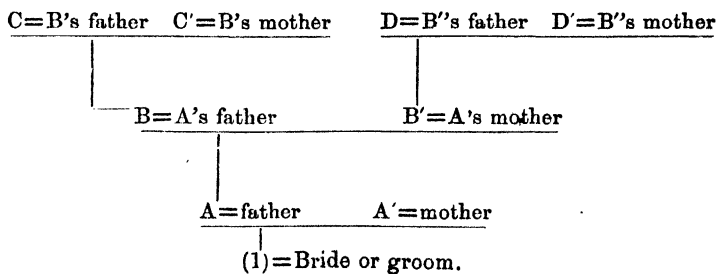 C=B's father C′=B's mother D=B″s father D′=B″s mother
B=A's father B′=A's mother
A=father A′=mother
(1)=Bride or groom.